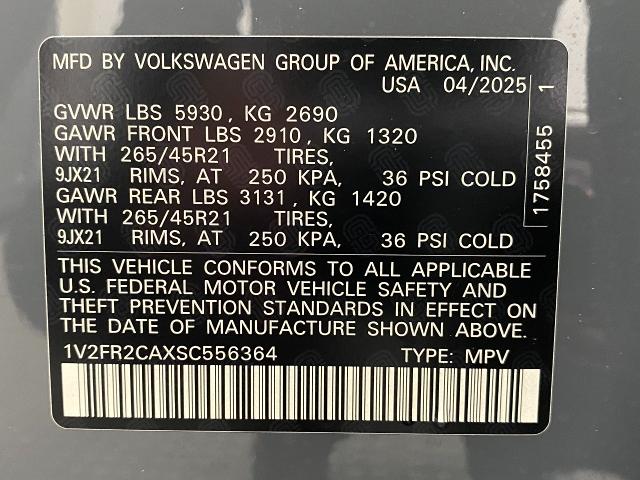 MFD BY VOLKSWAGEN GROUP OF AMERICA, INC.
USA 04/2025
GVWR LBS 5930, KG 2690
GAWR FRONT LBS 2910, KG 1320
WITH 265/45R21 TIRES,
9JX21 RIMS, AT 250 KPA, 36 PSI COLD
GAWR REAR LBS 3131, KG 1420
WITH 265/45R21 TIRES,
9JX21 RIMS, AT 250 KPA, 36 PSI COLD
THIS VEHICLE CONFORMS TO ALL APPLICABLE
U.S. FEDERAL MOTOR VEHICLE SAFETY AND
THEFT PREVENTION STANDARDS IN EFFECT ON
THE DATE OF MANUFACTURE SHOWN ABOVE.
1V2FR2CAXSC556364 TYPE: MPV
1758455 1